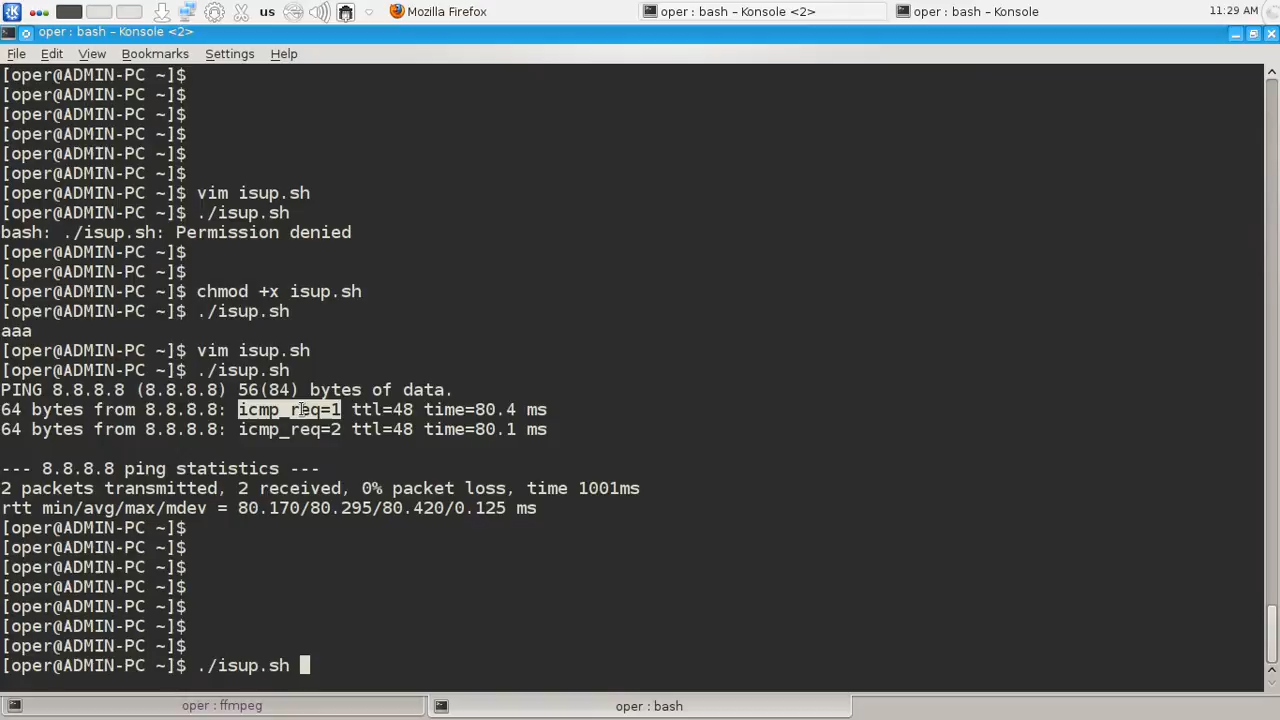 us
Mozilla Firefox
oper : bash – Konsole <2>
oper : bash – Konsole
11:29 AM
oper : bash – Konsole <2>
File Edit View Bookmarks Settings Help
[oper@ADMIN-PC ~]$
[oper@ADMIN-PC ~]$
[oper@ADMIN-PC ~]$
[oper@ADMIN-PC ~]$
[oper@ADMIN-PC ~]$
[oper@ADMIN-PC ~]$
[oper@ADMIN-PC ~]$ vim isup.sh
[oper@ADMIN-PC ~]$ ./isup.sh
bash: ./isup.sh: Permission denied
[oper@ADMIN-PC ~]$
[oper@ADMIN-PC ~]$
[oper@ADMIN-PC ~]$ chmod +x isup.sh
[oper@ADMIN-PC ~]$ ./isup.sh
aaa
[oper@ADMIN-PC ~]$ vim isup.sh
[oper@ADMIN-PC ~]$ ./isup.sh
PING 8.8.8.8 (8.8.8.8) 56(84) bytes of data.
64 bytes from 8.8.8.8: icmp_req=1 ttl=48 time=80.4 ms
64 bytes from 8.8.8.8: icmp_req=2 ttl=48 time=80.1 ms
--- 8.8.8.8 ping statistics ---
2 packets transmitted, 2 received, 0% packet loss, time 1001ms
rtt min/avg/max/mdev = 80.170/80.295/80.420/0.125 ms
[oper@ADMIN-PC ~]$
[oper@ADMIN-PC ~]$
[oper@ADMIN-PC ~]$
[oper@ADMIN-PC ~]$
[oper@ADMIN-PC ~]$
[oper@ADMIN-PC ~]$
[oper@ADMIN-PC ~]$
[oper@ADMIN-PC ~]$ ./isup.sh
oper : ffmpeg
oper : bash